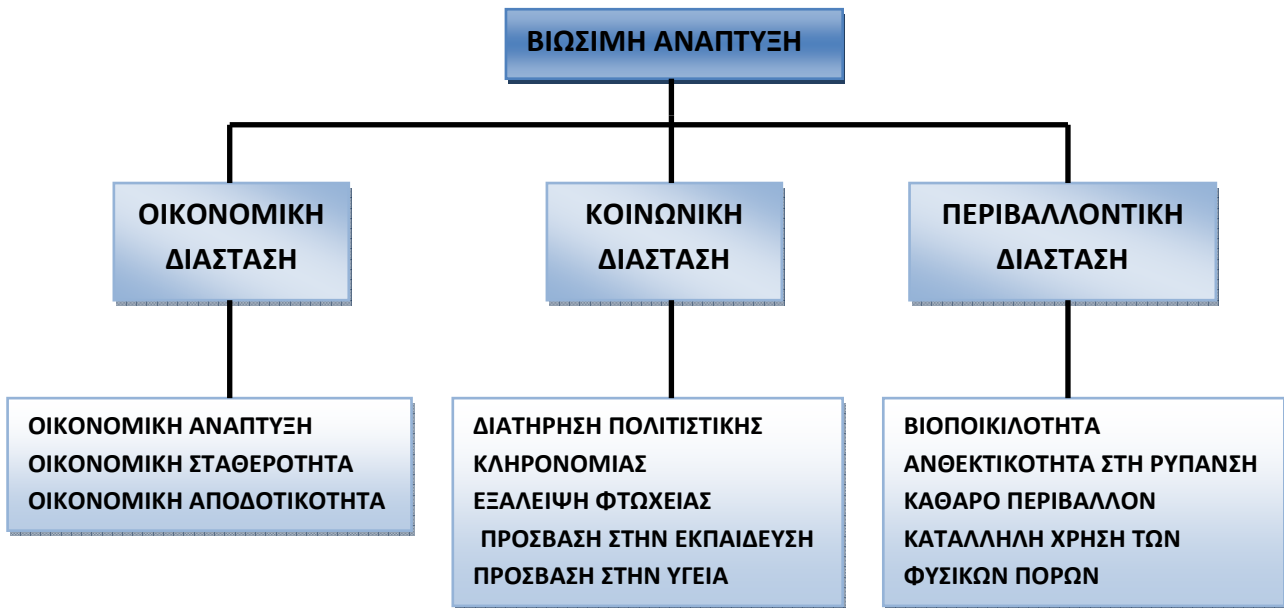 ΒΙΩΣΙΜΗ ΑΝΑΠΤΥΞΗ
ΟΙΚΟΝΟΜΙΚΗ
ΔΙΑΣΤΑΣΗ
ΚΟΙΝΩΝΙΚΗ
ΔΙΑΣΤΑΣΗ
ΠΕΡΙΒΑΛΛΟΝΤΙΚΗ
ΔΙΑΣΤΑΣΗ
ΟΙΚΟΝΟΜΙΚΗ ΑΝΑΠΤΥΞΗ
ΟΙΚΟΝΟΜΙΚΗ ΣΤΑΘΕΡΟΤΗΤΑ
ΟΙΚΟΝΟΜΙΚΗ ΑΠΟΔΟΤΙΚΟΤΗΤΑ
ΔΙΑΤΗΡΗΣΗ ΠΟΛΙΤΙΣΤΙΚΗΣ
ΚΛΗΡΟΝΟΜΙΑΣ
ΕΞΑΛΕΙΨΗ ΦΤΩΧΕΙΑΣ
ΠΡΟΣΒΑΣΗ ΣΤΗΝ ΕΚΠΑΙΔΕΥΣΗ
ΠΡΟΣΒΑΣΗ ΣΤΗΝ ΥΓΕΙΑ
ΒΙΟΠΟΙΚΙΛΟΤΗΤΑ
ΑΝΘΕΚΤΙΚΟΤΗΤΑ ΣΤΗ ΡΥΠΑΝΣΗ
ΚΑΘΑΡΟ ΠΕΡΙΒΑΛΛΟΝ
ΚΑΤΑΛΛΗΛΗ ΧΡΗΣΗ ΤΩΝ
ΦΥΣΙΚΩΝ ΠΟΡΩΝ